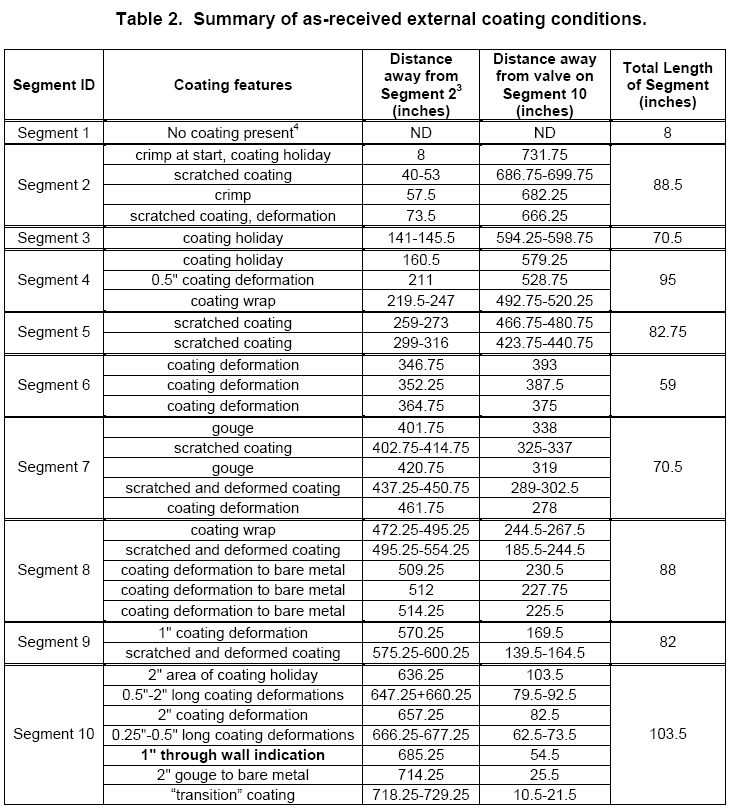 Table 2.  Summary of as-received external coating conditions.
Segment ID Coating features Distance away from Segment 2³ (inches) Distance away from valve on Segment 10 (inches) Total Length of Segment (inches)
Segment 1 No coating present⁴ ND ND 8
Segment 2 crimp at start, coating holiday 8 731.75 88.5
scratched coating 40-53 686.75-699.75
crimp 57.5 682.25
scratched coating, deformation 73.5 666.25
Segment 3 coating holiday 141-145.5 594.25-598.75 70.5
Segment 4 coating holiday 160.5 579.25 95
0.5" coating deformation 211 528.75
coating wrap 219.5-247 492.75-520.25
Segment 5 scratched coating 259-273 466.75-480.75 82.75
scratched coating 299-316 423.75-440.75
Segment 6 coating deformation 346.75 393 59
coating deformation 352.25 387.5
coating deformation 364.75 375
Segment 7 gouge 401.75 338 70.5
scratched coating 402.75-414.75 325-337
gouge 420.75 319
scratched and deformed coating 437.25-450.75 289-302.5
coating deformation 461.75 278
Segment 8 coating wrap 472.25-495.25 244.5-267.5 88
scratched and deformed coating 495.25-554.25 185.5-244.5
coating deformation to bare metal 509.25 230.5
coating deformation to bare metal 512 227.75
coating deformation to bare metal 514.25 225.5
Segment 9 1" coating deformation 570.25 169.5 82
scratched and deformed coating 575.25-600.25 139.5-164.5
Segment 10 2" area of coating holiday 636.25 103.5 103.5
0.5"-2" long coating deformations 647.25+660.25 79.5-92.5
2" coating deformation 657.25 82.5
0.25"-0.5" long coating deformations 666.25-677.25 62.5-73.5
1" through wall indication 685.25 54.5
2" gouge to bare metal 714.25 25.5
“transition” coating 718.25-729.25 10.5-21.5